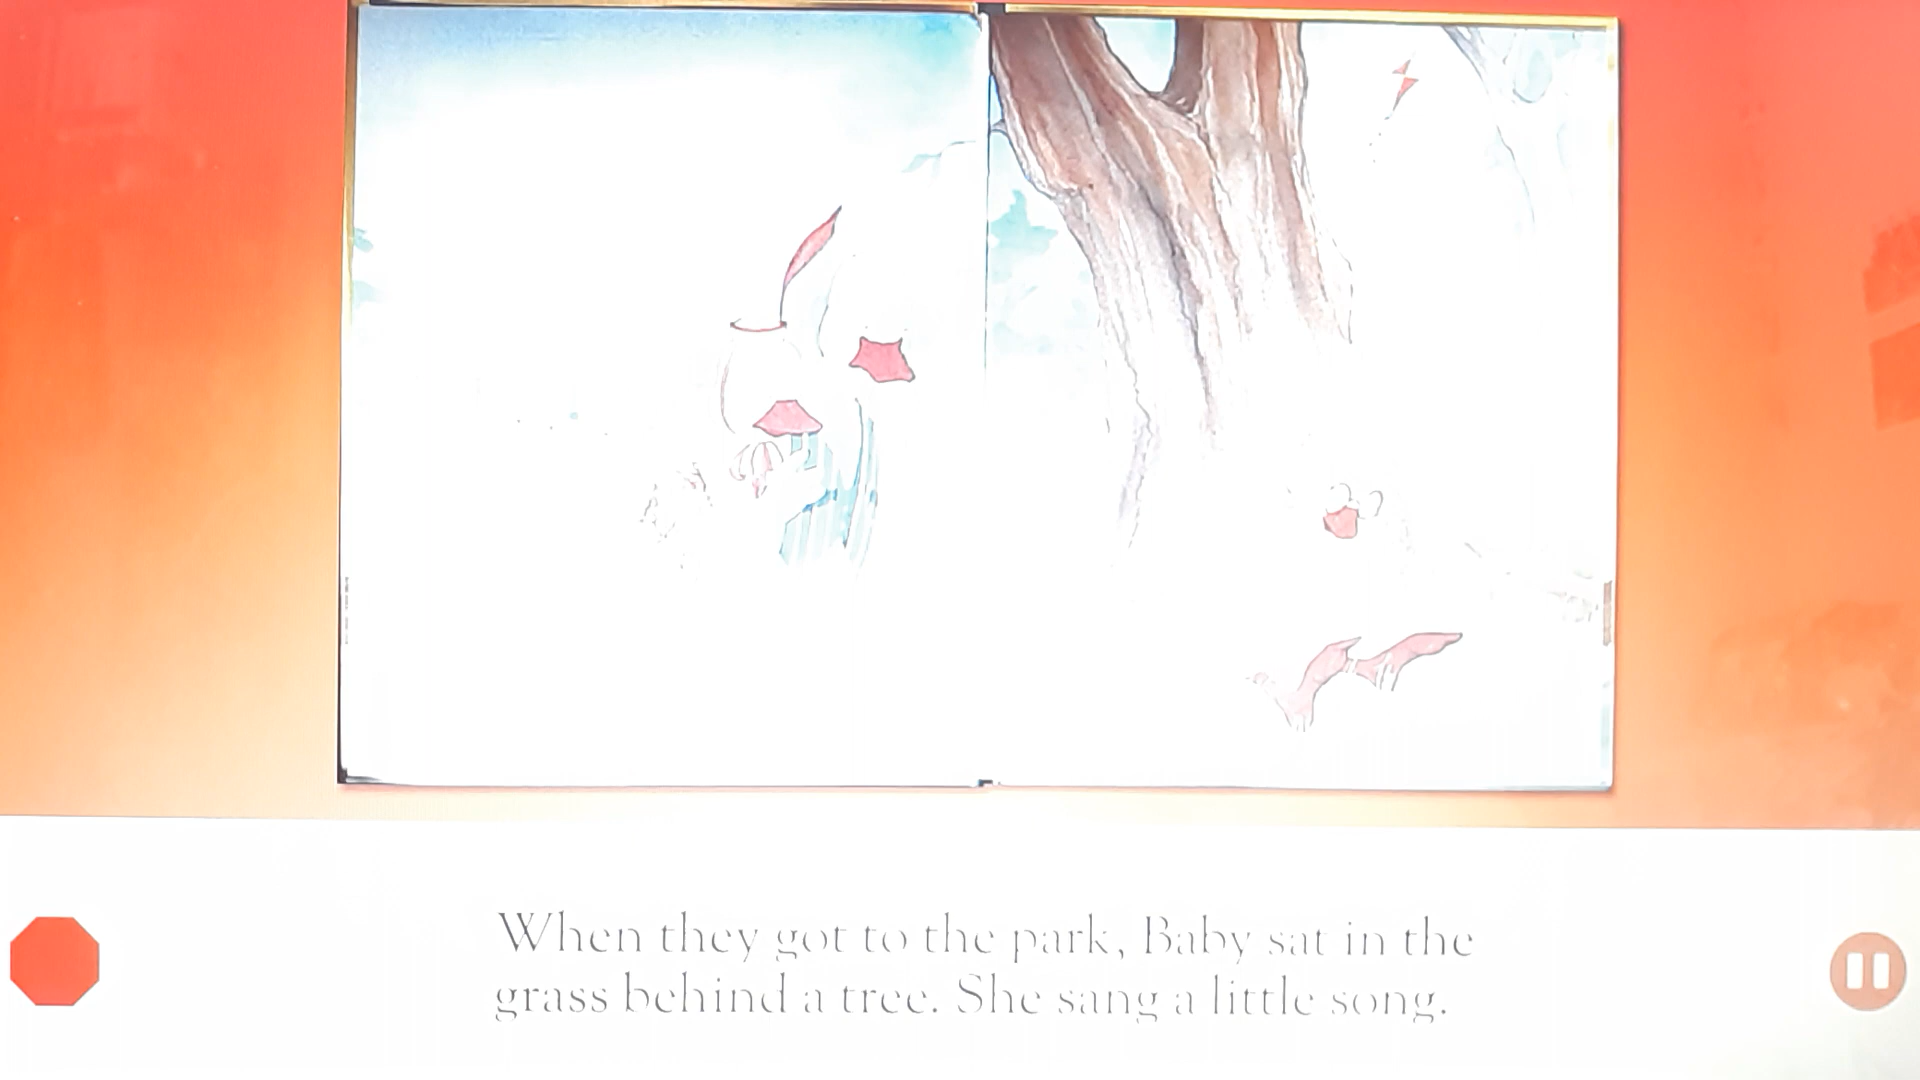 When they got to the park, Baby sat in the
grass behind a tree. She sang a little song.